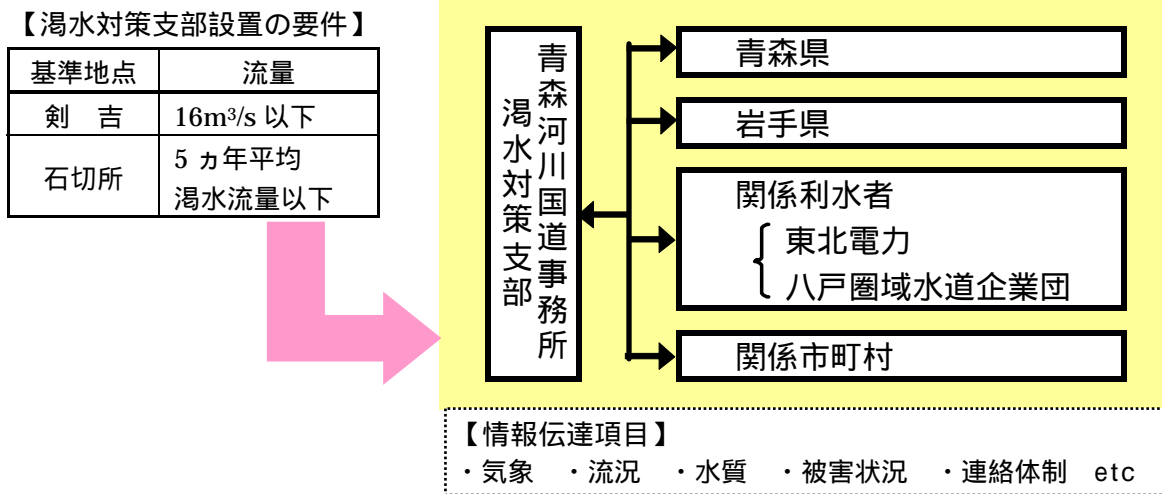 【渇水対策支部設置の要件】
基準地点 流量
剣 吉 16m³/s 以下
石切所 5 ヵ年平均
渇水流量以下
青森河川国道事務所
渇水対策支部
青森県
岩手県
関係利水者
東北電力
八戸圏域水道企業団
関係市町村
【情報伝達項目】
・気象 ・流況 ・水質 ・被害状況 ・連絡体制 etc